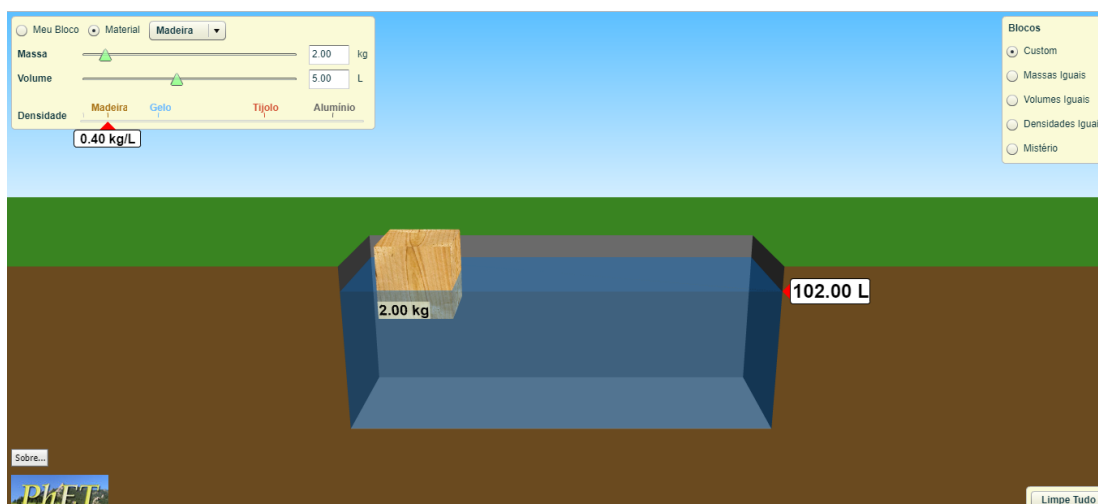 Meu Bloco Material Madeira
Massa 2.00 kg
Volume 5.00 L
Madeira Gelo Tijolo Alumínio
Densidade
0.40 kg/L
Blocos
Custom
Massas Iguais
Volumes Iguais
Densidades Iguai
Mistério
2.00 kg
102.00 L
Sobre...
PhET
Limpe Tudo